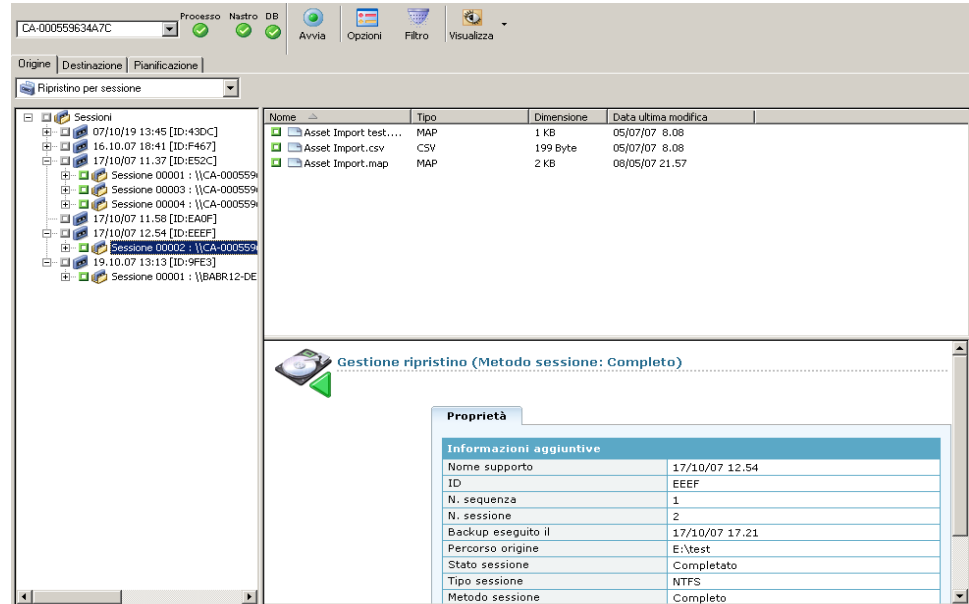 CA-000559634A7C
Processo Nastro DB
Avvia Opzioni Filtro Visualizza
Origine Destinazione Pianificazione
Ripristino per sessione
Sessioni
07/10/19 13:45 [ID:43DC]
16.10.07 18:41 [ID:F467]
17/10/07 11.37 [ID:E52C]
Sessione 00001 : \\CA-000559
Sessione 00003 : \\CA-000559
Sessione 00004 : \\CA-000559
17/10/07 11.58 [ID:EA0F]
17/10/07 12.54 [ID:EEEF]
Sessione 00002 : \\CA-000559
19.10.07 13:13 [ID:9FE3]
Sessione 00001 : \\BABR12-DE
Nome Tipo Dimensione Data ultima modifica
Asset Import test.... MAP 1 KB 05/07/07 8.08
Asset Import.csv CSV 199 Byte 05/07/07 8.08
Asset Import.map MAP 2 KB 08/05/07 21.57
Gestione ripristino (Metodo sessione: Completo)
Proprietà
Informazioni aggiuntive
Nome supporto 17/10/07 12.54
ID EEEF
N. sequenza 1
N. sessione 2
Backup eseguito il 17/10/07 17.21
Percorso origine E:\test
Stato sessione Completato
Tipo sessione NTFS
Metodo sessione Completo